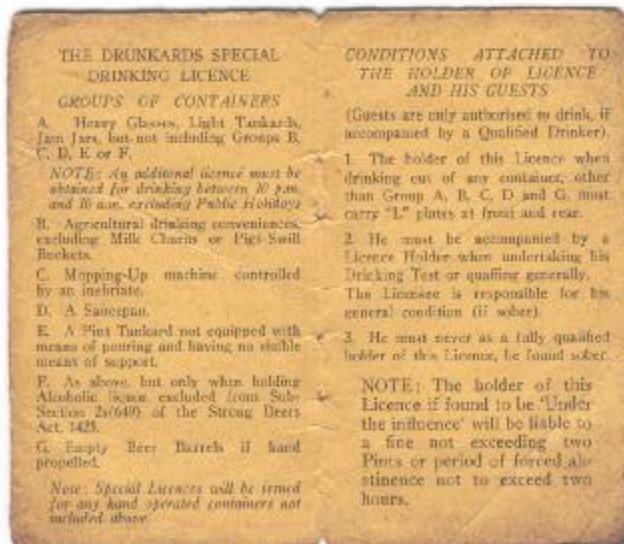 THE DRUNKARDS SPECIAL
DRINKING LICENCE
GROUPS OF CONTAINERS
A. Heavy Glasses, Light Tankards,
Jam Jars, but not including Groups B,
C, D, E or F.
NOTE: An additonal licence must be
obtained for drinking between 10 p.m.
and 10 a.m. excluding Public Holidays
B. Agricultural drinking conveniences,
excluding Milk Churns or Pigs Swill
Buckets.
C. Mopping-Up machine controlled
by an inebriate.
D. A Saucepan.
E. A Pint Tankard not equipped with
means of pouring and having no visible
means of support.
F. As above, but only when holding
Alcoholic liquor excluded from Sub-
Section 2s(649) of the Strong Beers
Act. 1425.
G. Empty Beer Barrels if hand
propelled.
Note: Special Licences will be issued
for any hand operated containers not
included above
CONDITIONS ATTACHED TO
THE HOLDER OF LICENCE
AND HIS GUESTS
(Guests are only authorised to drink, if
accompanied by a Qualified Drinker).
1. The holder of this Licence when
drinking out of any container, other
than Group A, B, C, D and G, must
carry "L" plates at front and rear.
2. He must be accompanied by a
Licence Holder when undertaking his
Drinking Test or quaffing generally.
The Licensee is responsible for his
general condition (if sober).
3. He must never as a fully qualified
holder of this Licence, be found sober.
NOTE: The holder of this
Licence if found to be 'Under
the influence' will be liable to
a fine not exceeding two
Pints or period of forced ab-
stinence not to exceed two
hours.